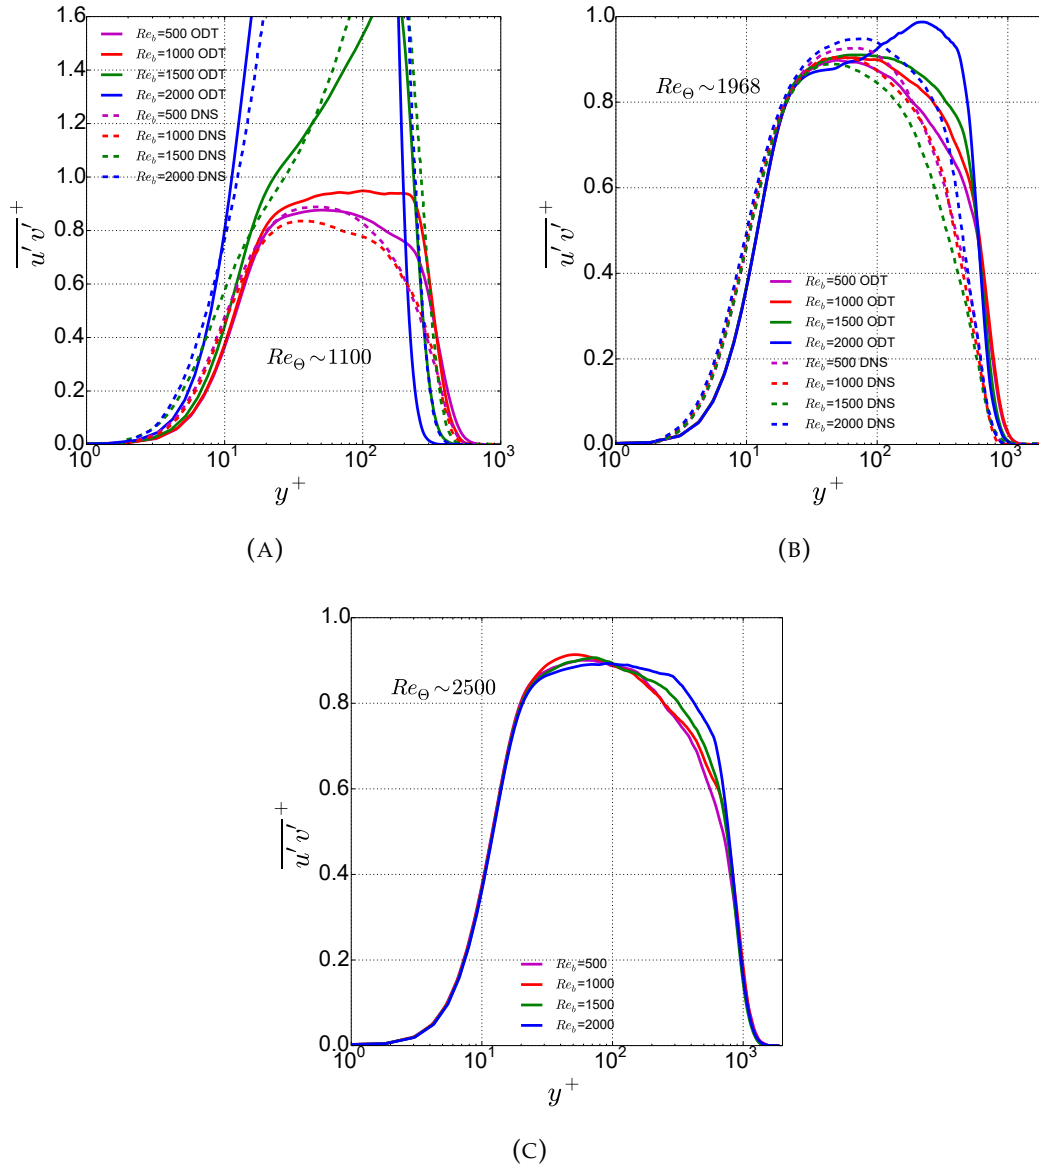 1.6
1.4
1.2
1.0
0.8
0.6
0.4
0.2
0.0
u'v'+
Re_b=500 ODT
Re_b=1000 ODT
Re_b=1500 ODT
Re_b=2000 ODT
Re_b=500 DNS
Re_b=1000 DNS
Re_b=1500 DNS
Re_b=2000 DNS
Re_Θ∼1100
10^0 10^1 10^2 10^3
y^+
(A)
1.0
0.8
0.6
0.4
0.2
0.0
u'v'+
Re_Θ∼1968
Re_b=500 ODT
Re_b=1000 ODT
Re_b=1500 ODT
Re_b=2000 ODT
Re_b=500 DNS
Re_b=1000 DNS
Re_b=1500 DNS
Re_b=2000 DNS
10^0 10^1 10^2 10^3
y^+
(B)
1.0
0.8
0.6
0.4
0.2
0.0
u'v'+
Re_Θ∼2500
Re_b=500
Re_b=1000
Re_b=1500
Re_b=2000
10^0 10^1 10^2 10^3
y^+
(C)